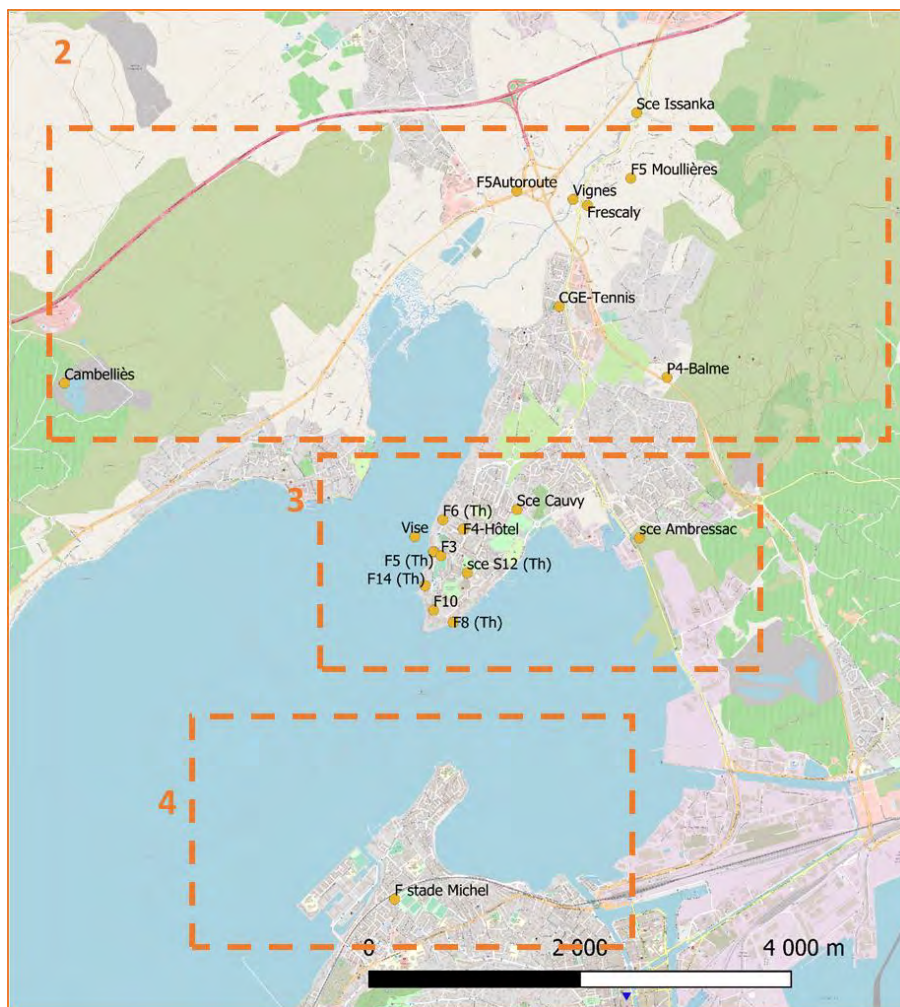 2
Sce Issanka
F5 Moullières
F5Autoroute
Vignes
Frescaly
CGE-Tennis
Cambelliès
P4-Balme
3
Sce Cauvy
F6 (Th)
F4-Hôtel
Vise
sce Ambressac
F3
F5 (Th)
sce S12 (Th)
F14 (Th)
F10
F8 (Th)
4
F stade Michel
0 2 000 4 000 m